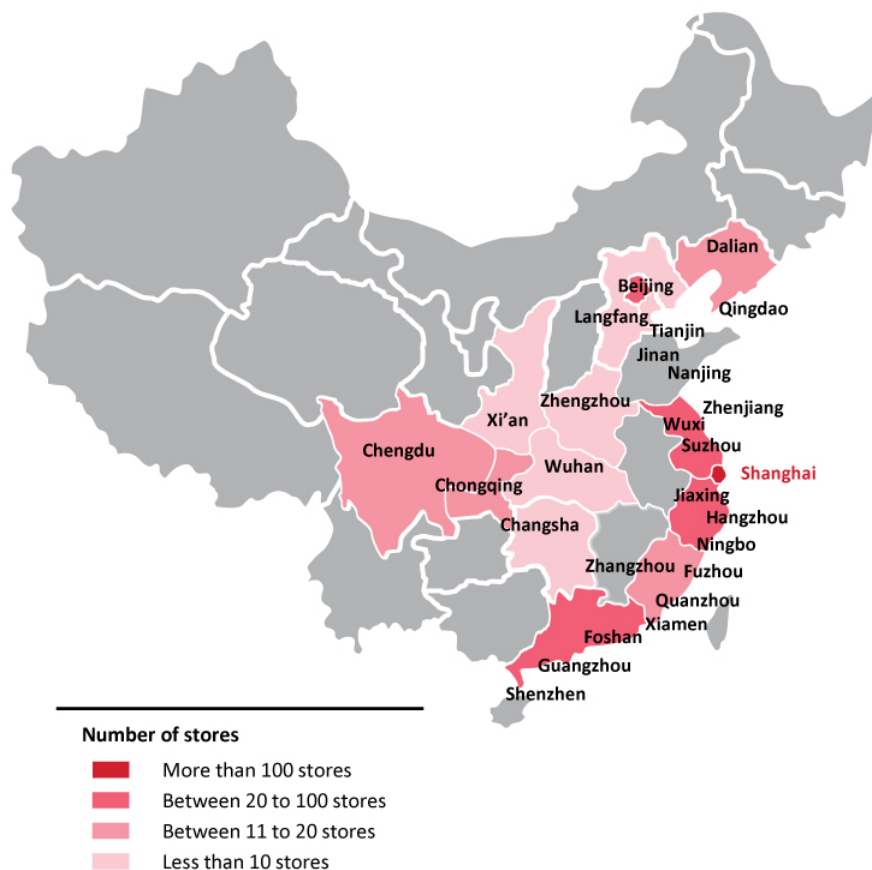 Dalian
Beijing
Qingdao
Langfang
Tianjin
Jinan
Nanjing
Zhengzhou
Zhenjiang
Xi’an
Wuxi
Suzhou
Chengdu
Wuhan
Shanghai
Chongqing
Jiaxing
Changsha
Hangzhou
Ningbo
Zhangzhou
Fuzhou
Quanzhou
Xiamen
Foshan
Guangzhou
Shenzhen
Number of stores
More than 100 stores
Between 20 to 100 stores
Between 11 to 20 stores
Less than 10 stores